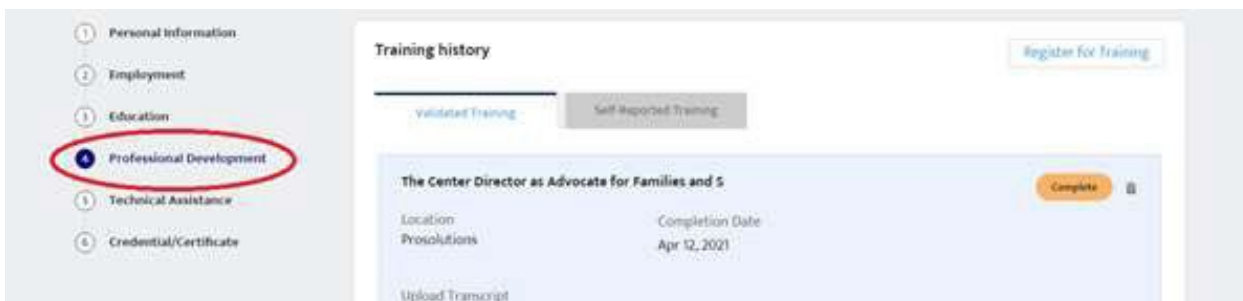 1 Personal Information
2 Employment
3 Education
4 Professional Development
5 Technical Assistance
6 Credential/Certificate
Training history
Register for Training
Validated Training
Self-Reported Training
The Center Director as Advocate for Families and S
Complete
Location
Completion Date
Prosolutions
Apr 12, 2021
Upload Transcript